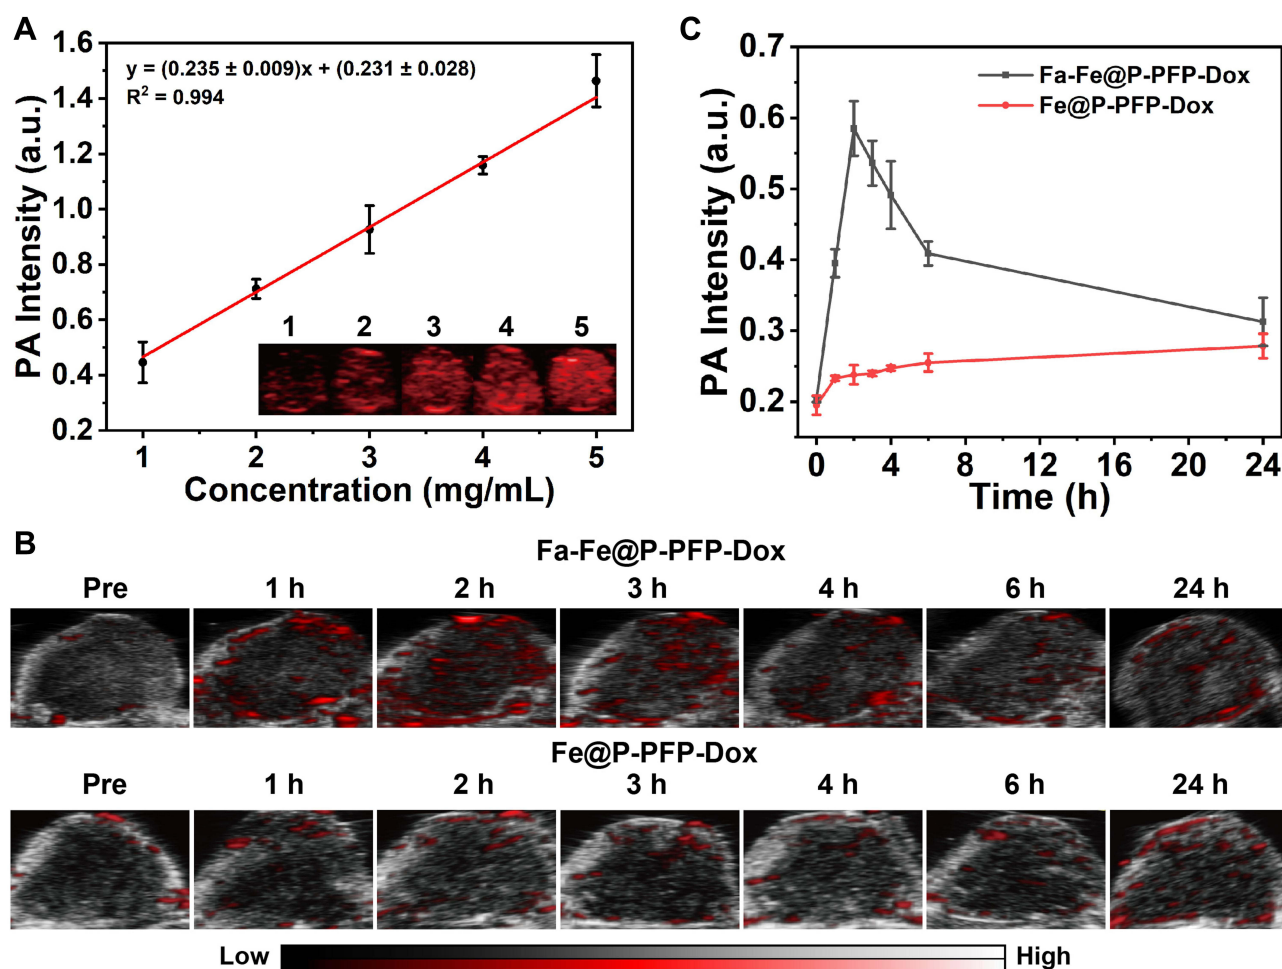 A
1.6
1.4
1.2
1.0
0.8
0.6
0.4
0.2
PA Intensity (a.u.)
y = (0.235 ± 0.009)x + (0.231 ± 0.028)
R² = 0.994
1 2 3 4 5
1 2 3 4 5
Concentration (mg/mL)
C
0.7
0.6
0.5
0.4
0.3
0.2
PA Intensity (a.u.)
Fa-Fe@P-PFP-Dox
Fe@P-PFP-Dox
0 4 8 12 16 20 24
Time (h)
B
Fa-Fe@P-PFP-Dox
Pre 1 h 2 h 3 h 4 h 6 h 24 h
Fe@P-PFP-Dox
Pre 1 h 2 h 3 h 4 h 6 h 24 h
Low High